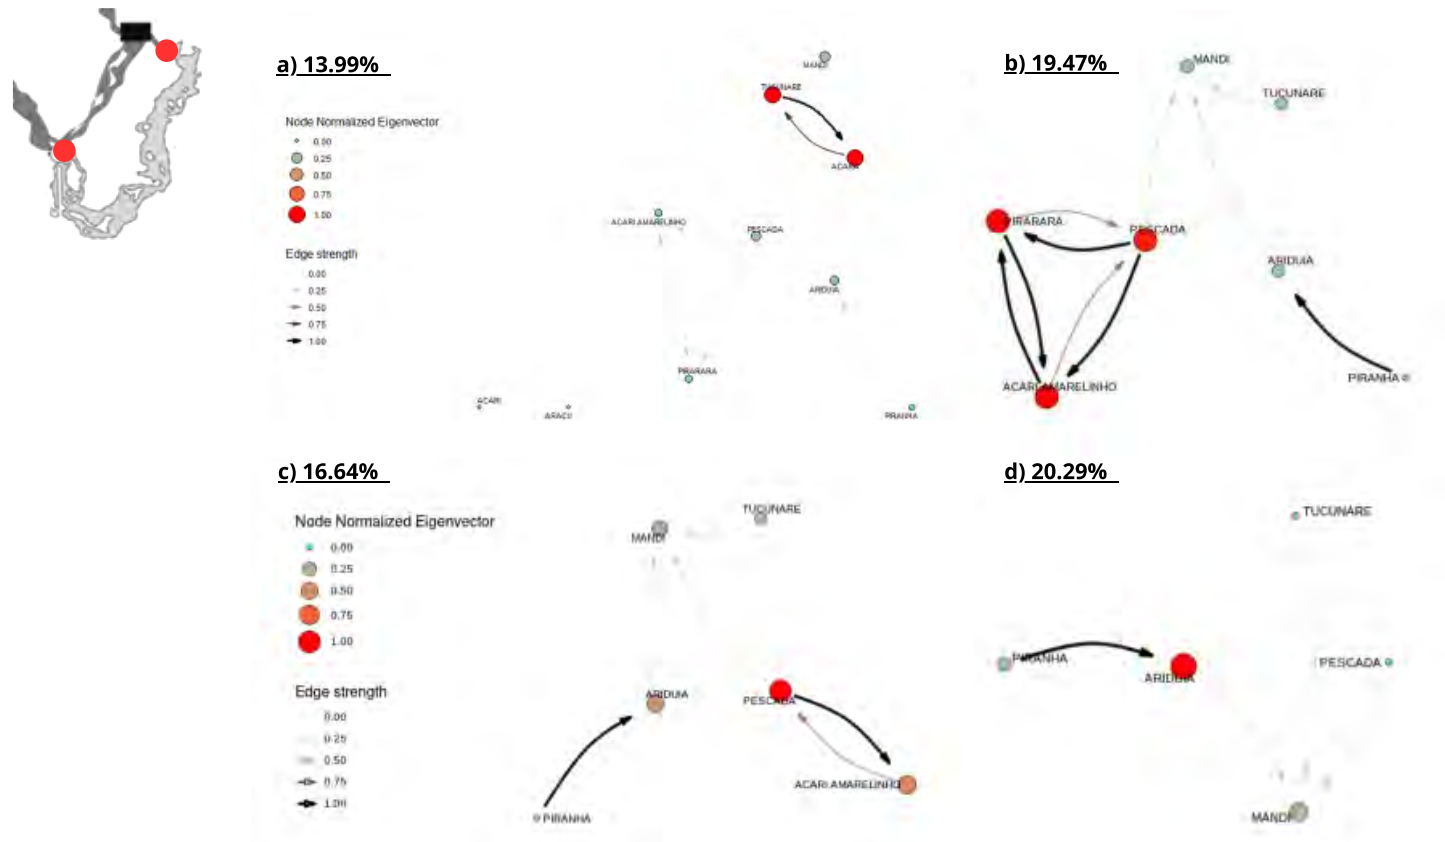 a) 13.99%
Node Normalized Eigenvector
0.00
0.25
0.50
0.75
1.00
Edge strength
0.00
0.25
0.50
0.75
1.00
MANDI
TUCUNARE
ACARA
ACARI AMARELINHO
PESCADA
ARIDUIA
PIRARARA
ACARI
ARACU
PIRANHA
b) 19.47%
MANDI
TUCUNARE
PIRARARA
PESCADA
ARIDUIA
ACARI AMARELINHO
PIRANHA
c) 16.64%
Node Normalized Eigenvector
0.00
0.25
0.50
0.75
1.00
Edge strength
0.00
0.25
0.50
0.75
1.00
TUCUNARE
MANDI
ARIDUIA
PESCADA
ACARI AMARELINHO
PIRANHA
d) 20.29%
TUCUNARE
PIRANHA
ARIDUIA
PESCADA
MANDI